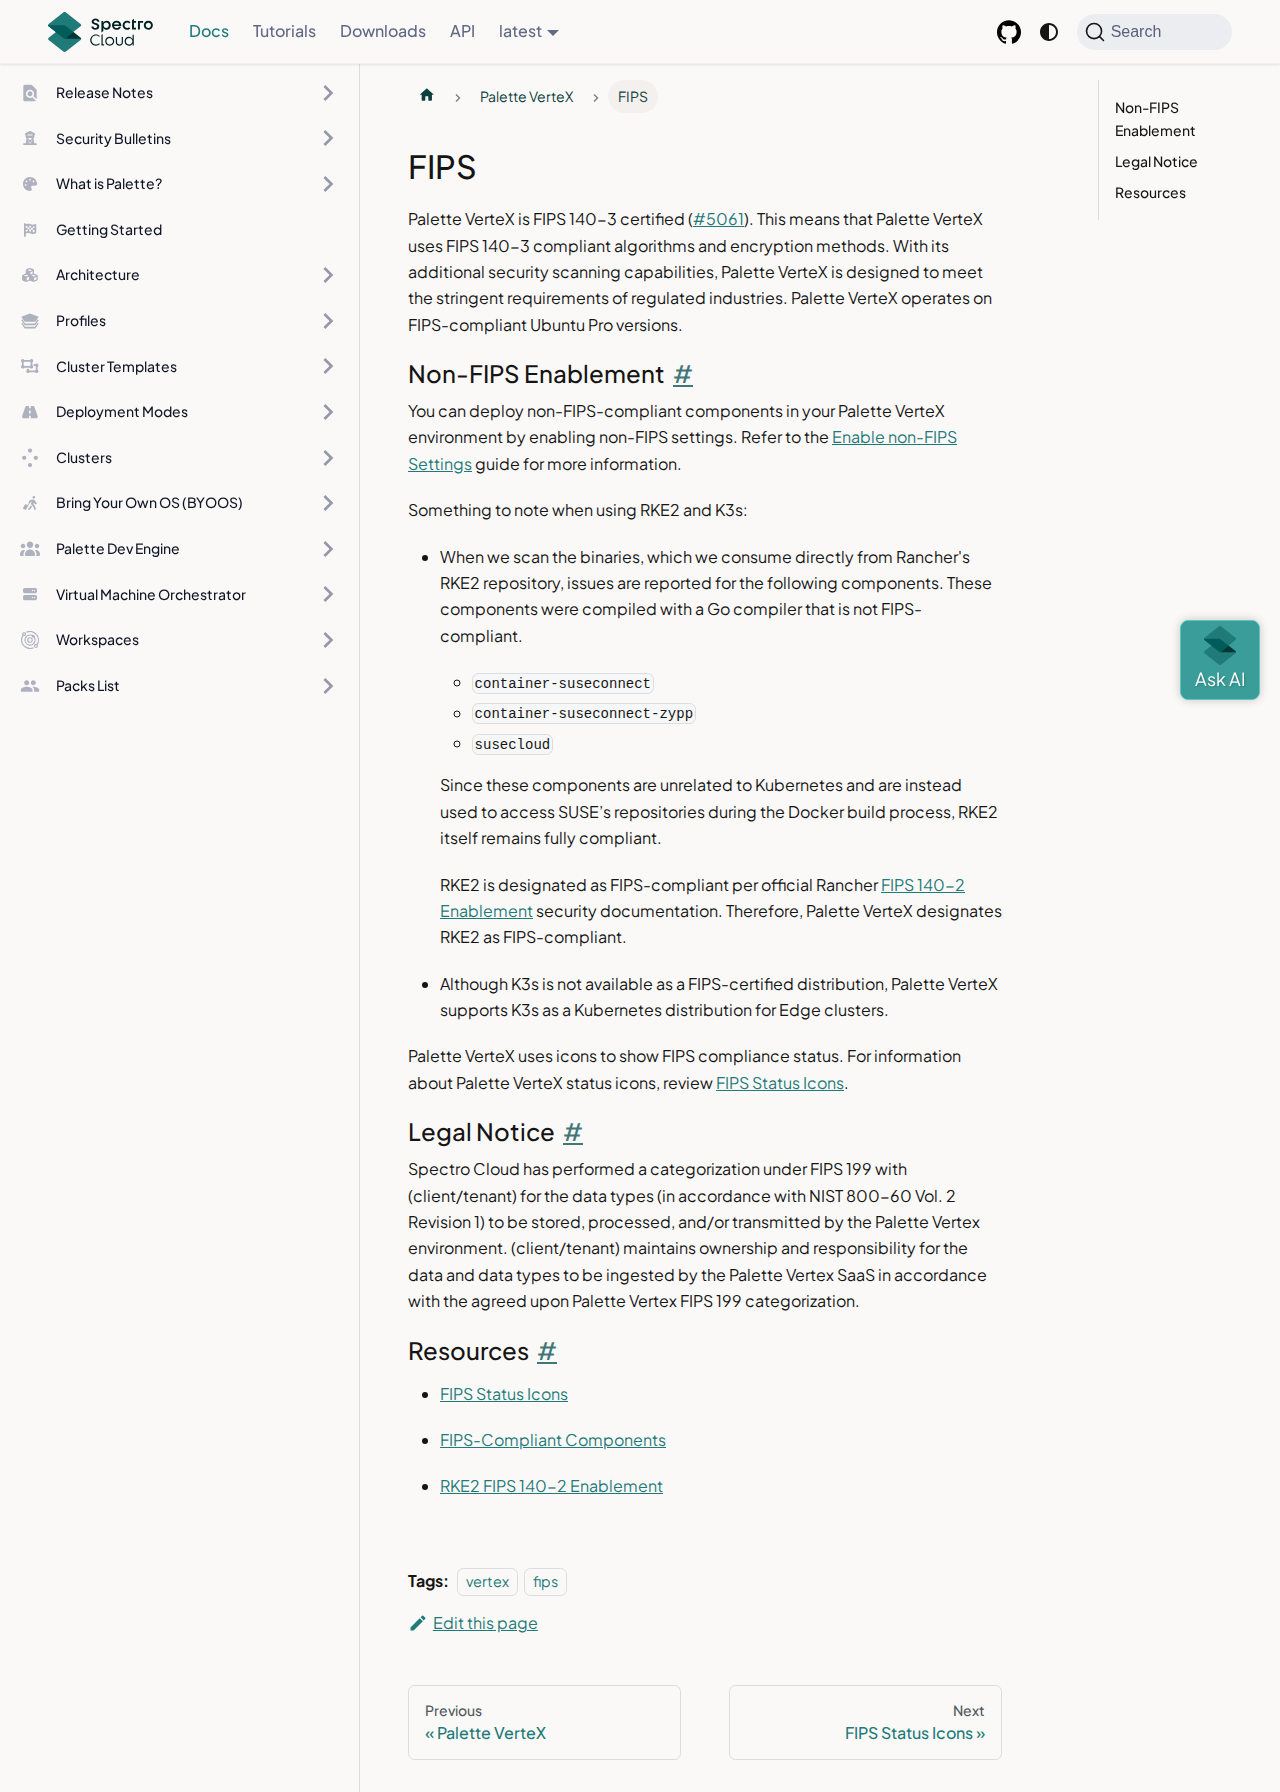 Spectro Cloud
Docs Tutorials Downloads API latest
Search
Release Notes
Security Bulletins
What is Palette?
Getting Started
Architecture
Profiles
Cluster Templates
Deployment Modes
Clusters
Bring Your Own OS (BYOOS)
Palette Dev Engine
Virtual Machine Orchestrator
Workspaces
Packs List
Palette VerteX
FIPS
FIPS
Palette VerteX is FIPS 140-3 certified (#5061). This means that Palette VerteX
uses FIPS 140-3 compliant algorithms and encryption methods. With its
additional security scanning capabilities, Palette VerteX is designed to meet
the stringent requirements of regulated industries. Palette VerteX operates on
FIPS-compliant Ubuntu Pro versions.
Non-FIPS Enablement #
You can deploy non-FIPS-compliant components in your Palette VerteX
environment by enabling non-FIPS settings. Refer to the Enable non-FIPS
Settings guide for more information.
Something to note when using RKE2 and K3s:
When we scan the binaries, which we consume directly from Rancher's
RKE2 repository, issues are reported for the following components. These
components were compiled with a Go compiler that is not FIPS-
compliant.
container-suseconnect
container-suseconnect-zypp
susecloud
Since these components are unrelated to Kubernetes and are instead
used to access SUSE's repositories during the Docker build process, RKE2
itself remains fully compliant.
RKE2 is designated as FIPS-compliant per official Rancher FIPS 140-2
Enablement security documentation. Therefore, Palette VerteX designates
RKE2 as FIPS-compliant.
Although K3s is not available as a FIPS-certified distribution, Palette VerteX
supports K3s as a Kubernetes distribution for Edge clusters.
Palette VerteX uses icons to show FIPS compliance status. For information
about Palette VerteX status icons, review FIPS Status Icons.
Legal Notice #
Spectro Cloud has performed a categorization under FIPS 199 with
(client/tenant) for the data types (in accordance with NIST 800-60 Vol. 2
Revision 1) to be stored, processed, and/or transmitted by the Palette Vertex
environment. (client/tenant) maintains ownership and responsibility for the
data and data types to be ingested by the Palette Vertex SaaS in accordance
with the agreed upon Palette Vertex FIPS 199 categorization.
Resources #
FIPS Status Icons
FIPS-Compliant Components
RKE2 FIPS 140-2 Enablement
Tags: vertex fips
Edit this page
Previous
« Palette VerteX
Next
FIPS Status Icons »
Non-FIPS
Enablement
Legal Notice
Resources
Ask AI